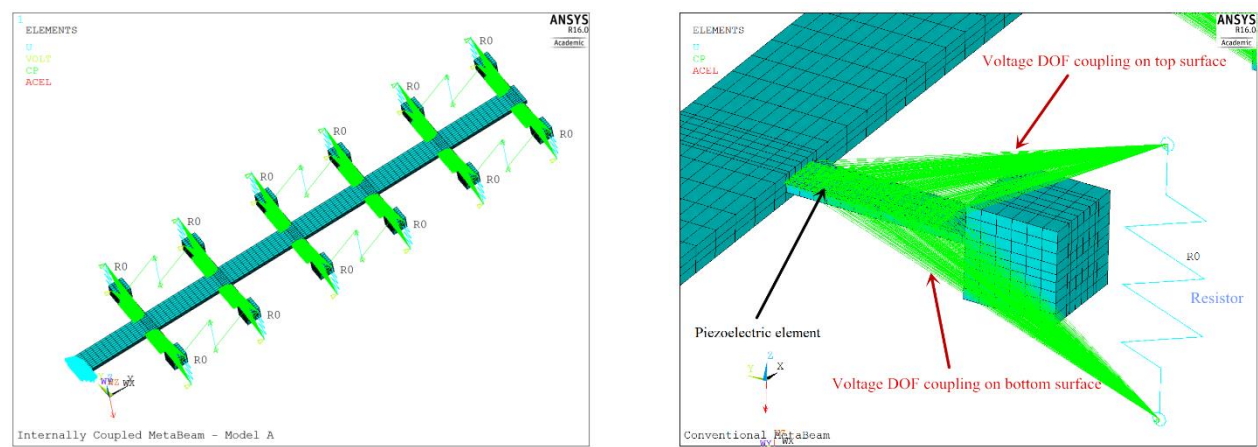 1
ELEMENTS
U
VOLT
CP
ACEL
ANSYS
R16.0
Academic
R0
R0
R0
R0
R0
R0
R0
R0
R0
R0
R0
R0
X
Internally Coupled MetaBeam - Model A
ELEMENTS
U
CP
ACEL
ANSYS
R16.0
Academic
Voltage DOF coupling on top surface
R0
Resistor
Piezoelectric element
Z
Y
X
Voltage DOF coupling on bottom surface
Conventional MetaBeam
WX